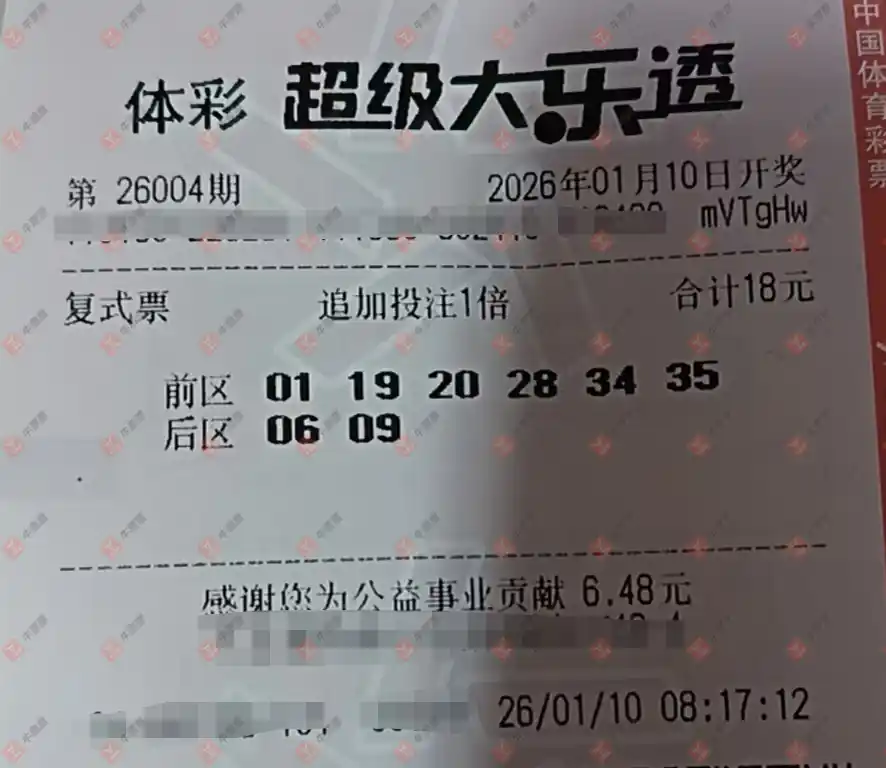 体彩 超级大乐透
第 26004期 2026年01月10日开奖
mVTgHw
复式票 追加投注1倍 合计18元
前区 01 19 20 28 34 35
后区 06 09
感谢您为公益事业贡献 6.48元
26/01/10 08:17:12
中国体育彩票